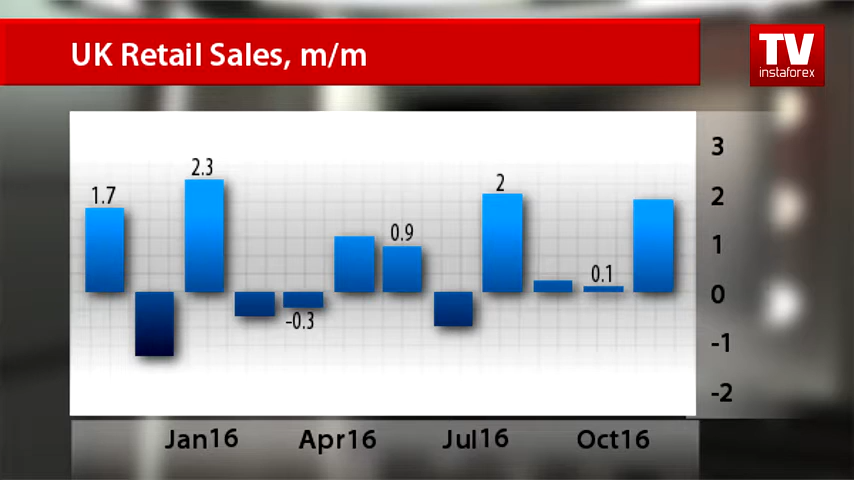 UK Retail Sales, m/m
TV
instaforex
1.7
2.3
-0.3
0.9
2
0.1
3
2
1
0
-1
-2
Jan16
Apr16
Jul16
Oct16